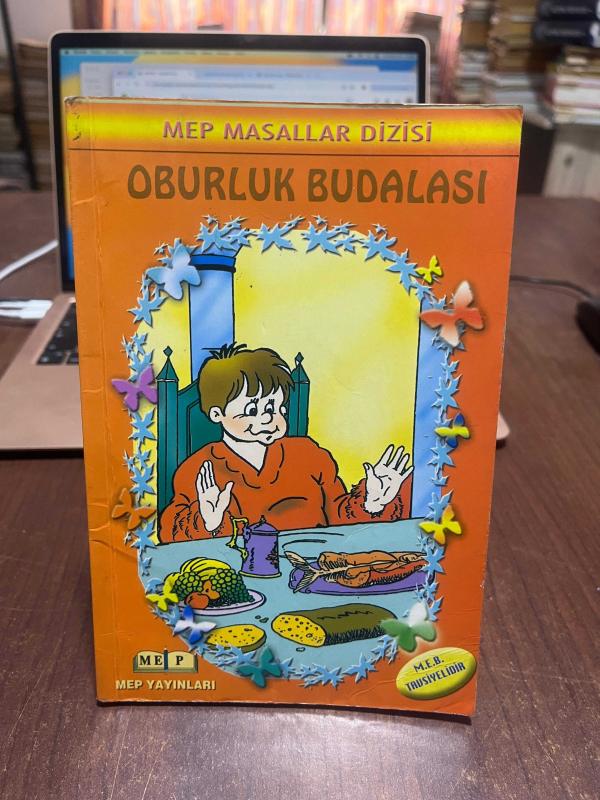 MEP MASALLAR DİZİSİ
OBURLUK BUDALASI
MEP
MEP YAYINLARI
M.E.B.
TAVSİYELİDİR